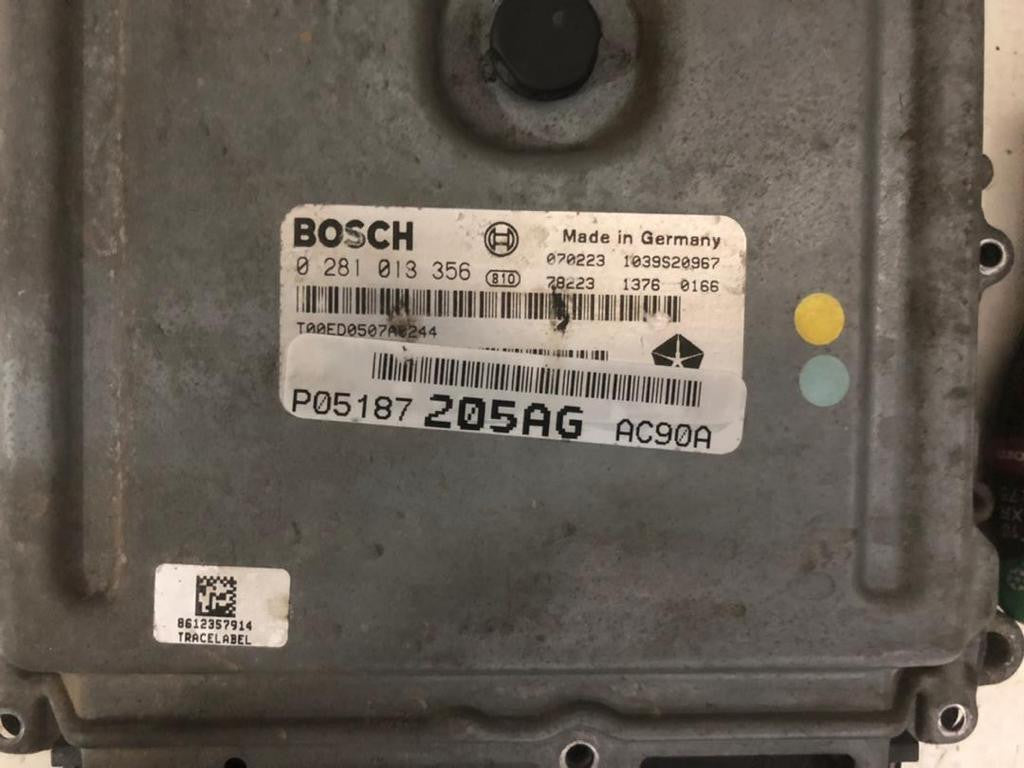 BOSCH
Made in Germany
0 281 013 356
810
070223 1039S20967
78223 1376 0166
T00ED0507A0244
P05187 205AG AC90A
8612357914
TRACELABEL